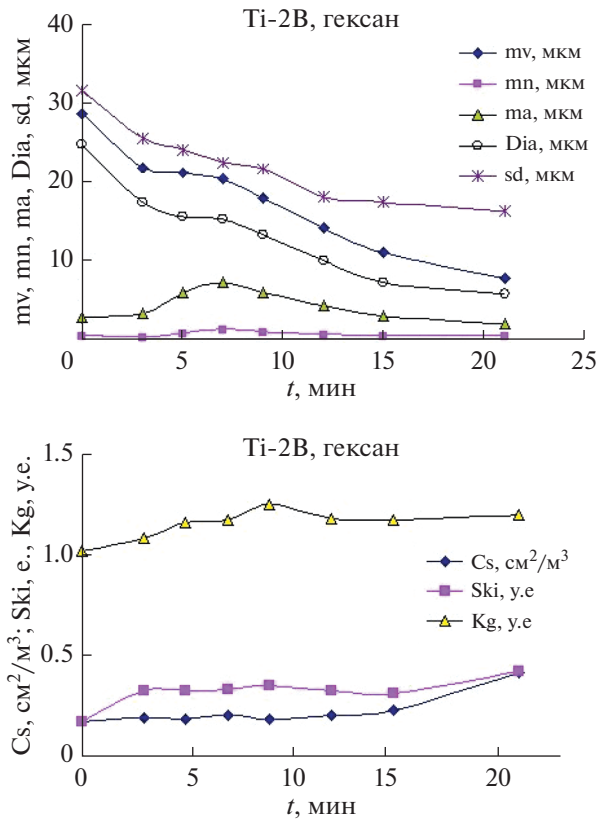 Ti-2B, гексан
mv, mn, ma, Dia, sd, мкм
40
30
20
10
0
5
10
15
20
25
t, мин
mv, мкм
mn, мкм
ma, мкм
Dia, мкм
sd, мкм
Ti-2B, гексан
Cs, см²/м³; Ski, е., Kg, у.е.
1.5
1.0
0.5
0
0
5
10
15
20
t, мин
Cs, см²/м³
Ski, у.е
Kg, у.е